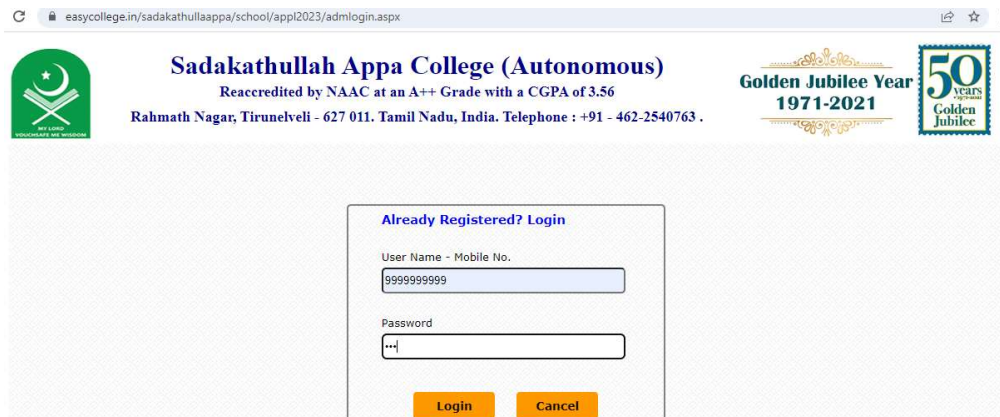 easycollege.in/sadakathullaappa/school/appl2023/admlogin.aspx
Sadakathullah Appa College (Autonomous)
Reaccredited by NAAC at an A++ Grade with a CGPA of 3.56
Rahmath Nagar, Tirunelveli - 627 011. Tamil Nadu, India. Telephone : +91 - 462-2540763 .
MY LORD
VOUCHSAFE ME WISDOM
Golden Jubilee Year
1971-2021
50
years
Golden
Jubilee
Already Registered? Login
User Name - Mobile No.
9999999999
Password
•••
Login
Cancel